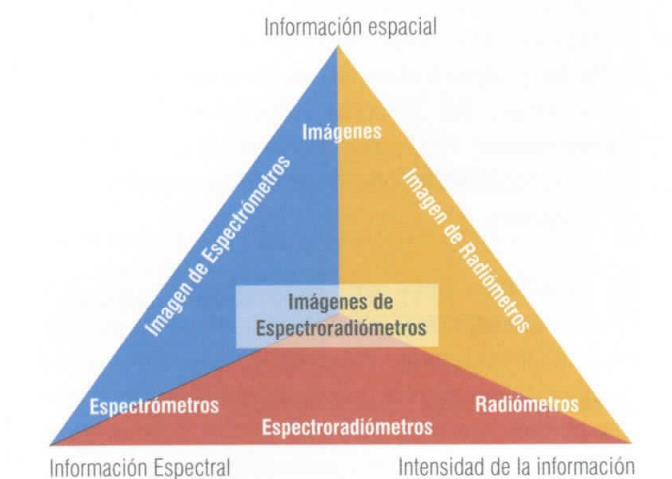 Información espacial
Imágenes
Imagen de Espectrómetros
Imagen de Radiómetros
Imágenes de
Espectroradiómetros
Espectrómetros
Radiómetros
Espectroradiómetros
Información Espectral
Intensidad de la información